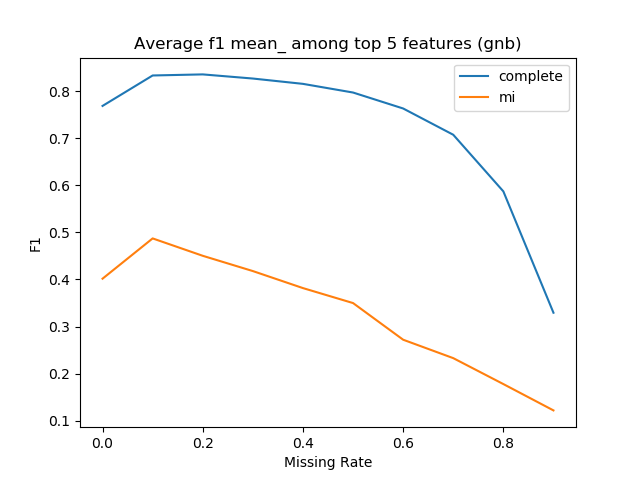 Average f1 mean_ among top 5 features (gnb)
complete
mi
0.8
0.7
0.6
0.5
0.4
0.3
0.2
0.1
F1
0.0 0.2 0.4 0.6 0.8
Missing Rate